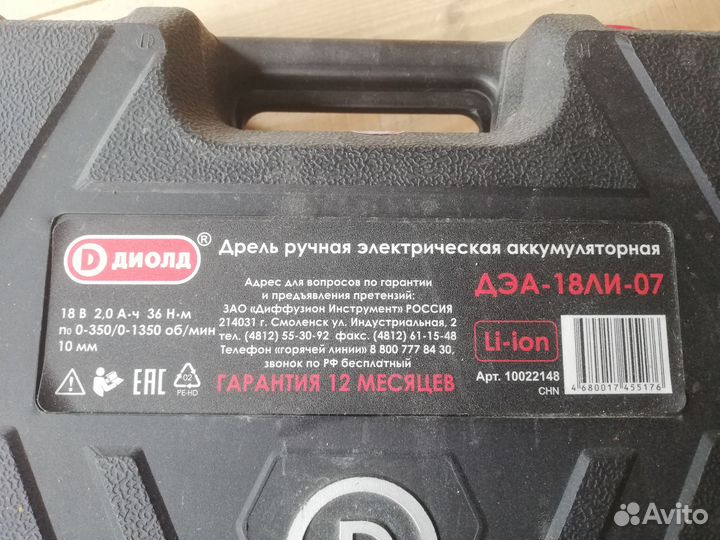 ДИОЛД®
18 В 2,0 А·ч 36 Н·м
n₀ 0-350/0-1350 об/мин
10 мм
EAC
02
PE-HD
Дрель ручная электрическая аккумуляторная
Адрес для вопросов по гарантии
и предъявления претензий:
ЗАО «Диффузион Инструмент» РОССИЯ
214031 г. Смоленск ул. Индустриальная, 2
тел. (4812) 55-30-92 факс. (4812) 61-15-48
Телефон «горячей линии» 8 800 777 84 30,
звонок по РФ бесплатный
ГАРАНТИЯ 12 МЕСЯЦЕВ
ДЭА-18ЛИ-07
Li-ion
Арт. 10022148
CHN
4 680017 455176
D
Avito